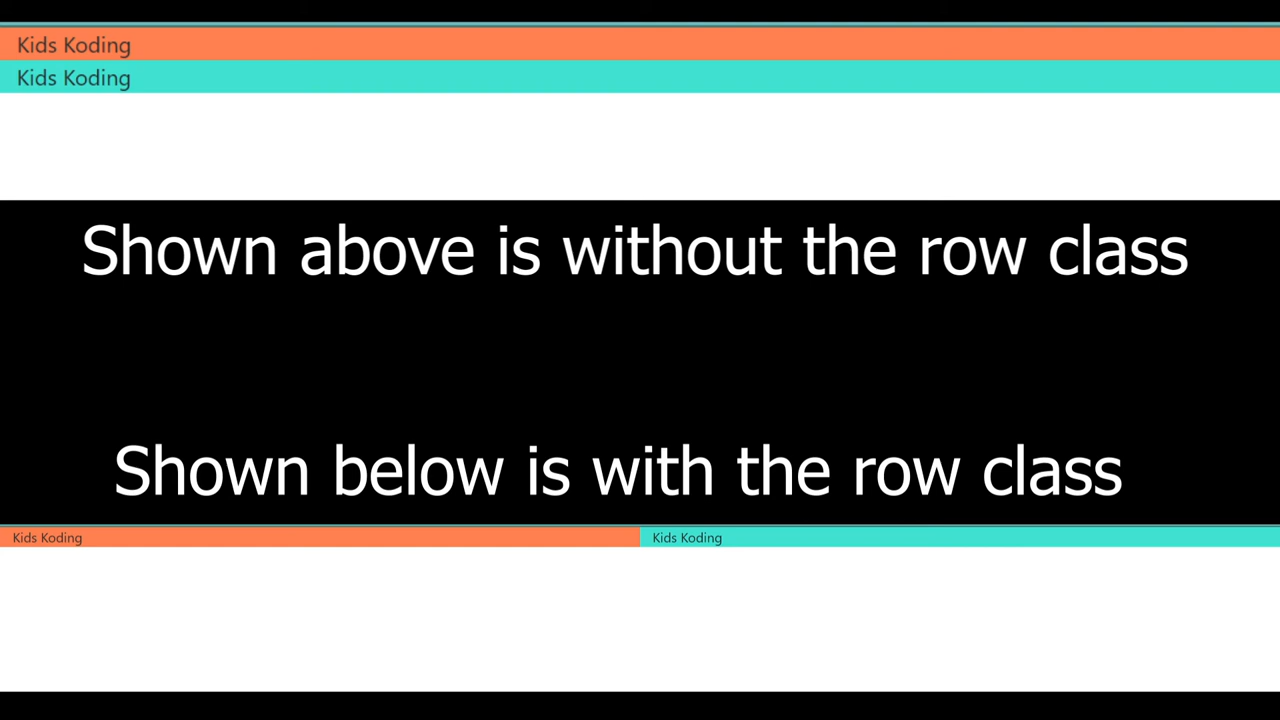 Kids Koding
Kids Koding
Shown above is without the row class
Shown below is with the row class
Kids Koding
Kids Koding